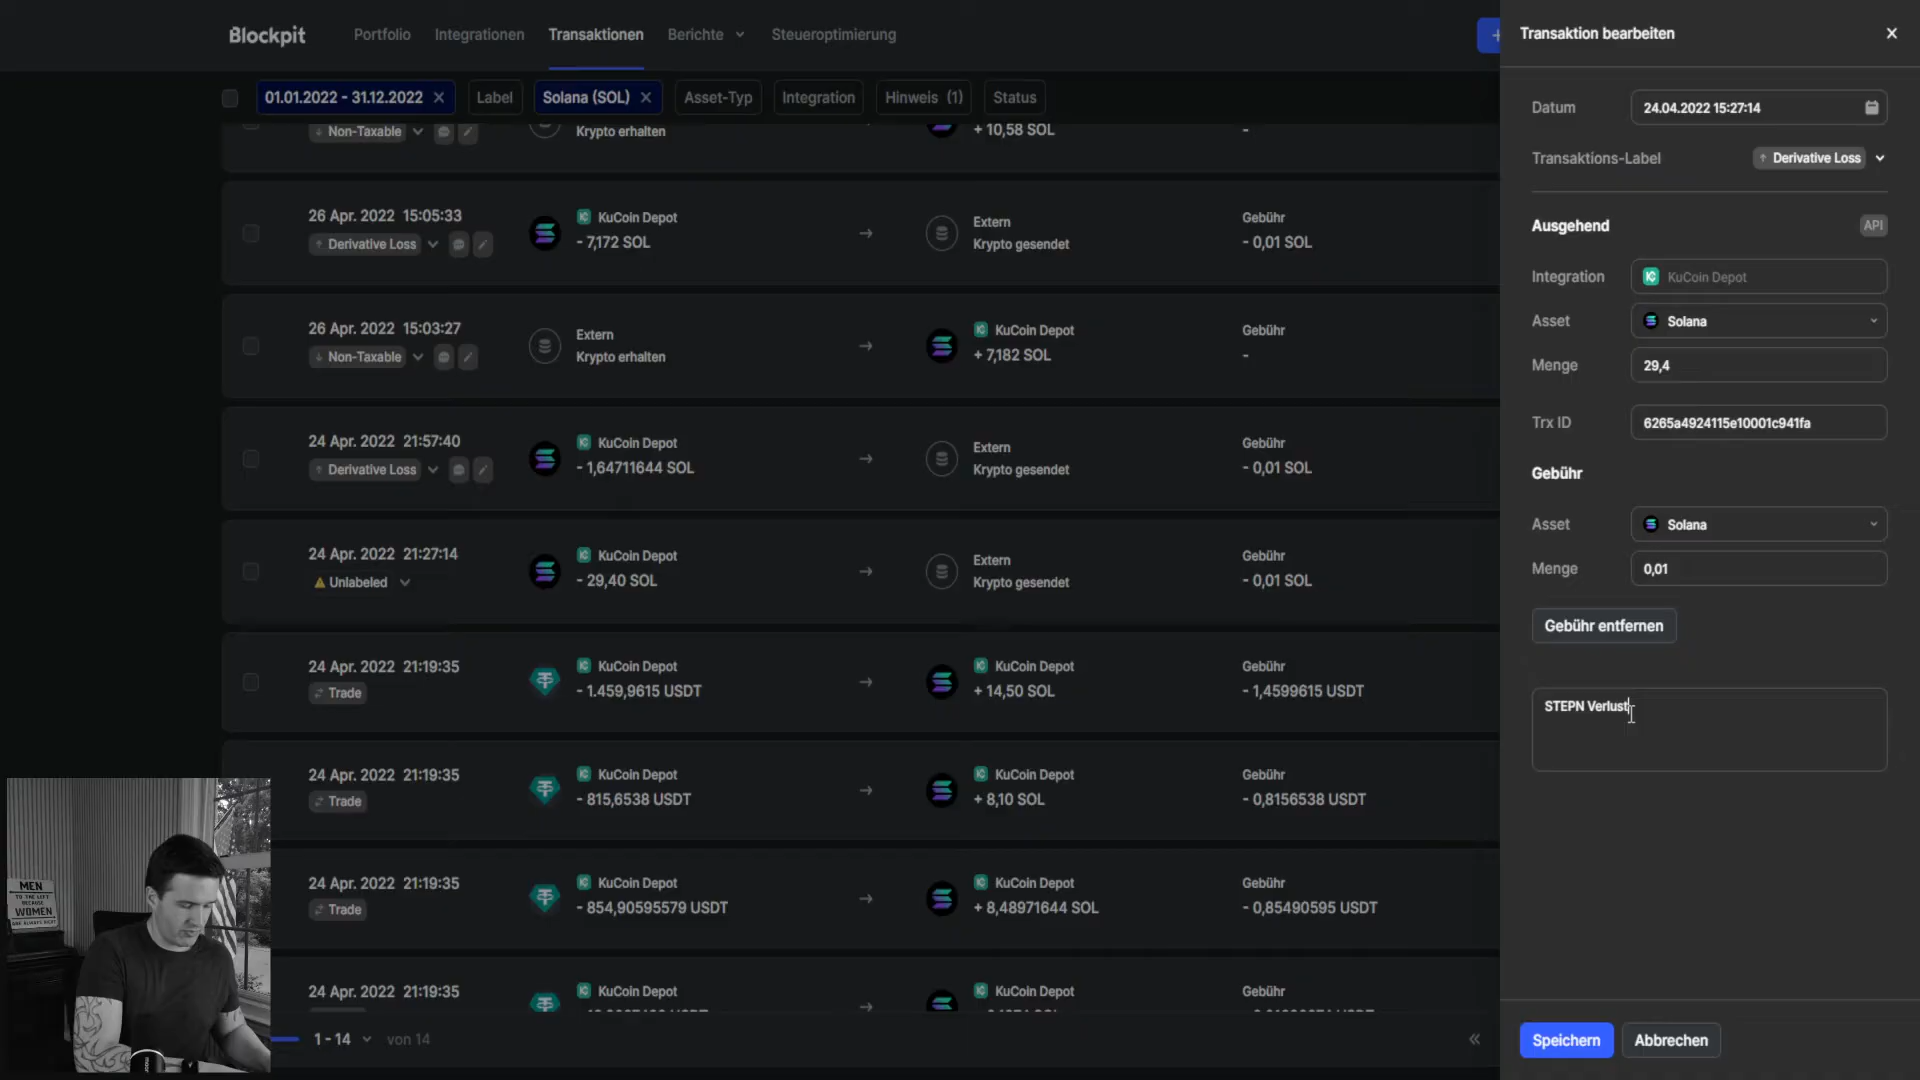 Blockpit
Portfolio
Integrationen
Transaktionen
Berichte
Steueroptimierung
01.01.2022 - 31.12.2022
Label
Solana (SOL)
Asset-Typ
Integration
Hinweis (1)
Status
Non-Taxable
Krypto erhalten
+ 10,58 SOL
-
26 Apr. 2022 15:05:33
Derivative Loss
KuCoin Depot
- 7,172 SOL
Extern
Krypto gesendet
Gebühr
- 0,01 SOL
26 Apr. 2022 15:03:27
Non-Taxable
Extern
Krypto erhalten
KuCoin Depot
+ 7,182 SOL
Gebühr
-
24 Apr. 2022 21:57:40
Derivative Loss
KuCoin Depot
- 1,64711644 SOL
Extern
Krypto gesendet
Gebühr
- 0,01 SOL
24 Apr. 2022 21:27:14
Unlabeled
KuCoin Depot
- 29,40 SOL
Extern
Krypto gesendet
Gebühr
- 0,01 SOL
24 Apr. 2022 21:19:35
Trade
KuCoin Depot
- 1.459,9615 USDT
KuCoin Depot
+ 14,50 SOL
Gebühr
- 1,4599615 USDT
24 Apr. 2022 21:19:35
Trade
KuCoin Depot
- 815,6538 USDT
KuCoin Depot
+ 8,10 SOL
Gebühr
- 0,8156538 USDT
24 Apr. 2022 21:19:35
Trade
KuCoin Depot
- 854,90595579 USDT
KuCoin Depot
+ 8,48971644 SOL
Gebühr
- 0,85490595 USDT
24 Apr. 2022 21:19:35
KuCoin Depot
KuCoin Depot
Gebühr
1 - 14
von 14
Transaktion bearbeiten
Datum
24.04.2022 15:27:14
Transaktions-Label
Derivative Loss
Ausgehend
API
Integration
KuCoin Depot
Asset
Solana
Menge
29,4
Trx ID
6265a4924115e10001c941fa
Gebühr
Asset
Solana
Menge
0,01
Gebühr entfernen
STEPN Verlust
Speichern
Abbrechen
MEN
TO THE LEFT
BECAUSE
WOMEN